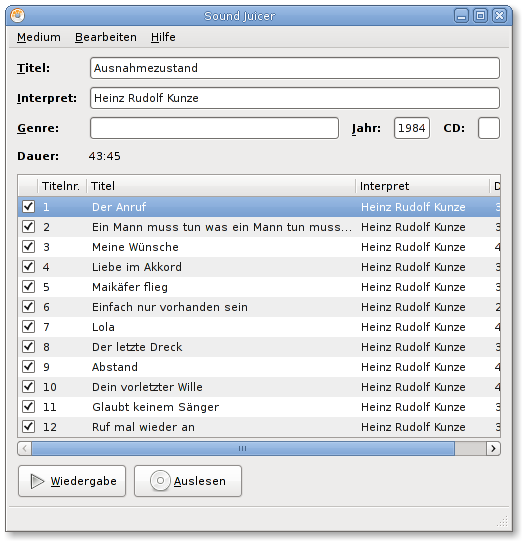 Sound Juicer
Medium Bearbeiten Hilfe
Titel: Ausnahmezustand
Interpret: Heinz Rudolf Kunze
Genre: Jahr: 1984 CD:
Dauer: 43:45
Titelnr. Titel Interpret D
1 Der Anruf Heinz Rudolf Kunze 3
2 Ein Mann muss tun was ein Mann tun muss... Heinz Rudolf Kunze 3
3 Meine Wünsche Heinz Rudolf Kunze 4
4 Liebe im Akkord Heinz Rudolf Kunze 3
5 Maikäfer flieg Heinz Rudolf Kunze 3
6 Einfach nur vorhanden sein Heinz Rudolf Kunze 2
7 Lola Heinz Rudolf Kunze 4
8 Der letzte Dreck Heinz Rudolf Kunze 3
9 Abstand Heinz Rudolf Kunze 4
10 Dein vorletzter Wille Heinz Rudolf Kunze 4
11 Glaubt keinem Sänger Heinz Rudolf Kunze 3
12 Ruf mal wieder an Heinz Rudolf Kunze 3
Wiedergabe Auslesen